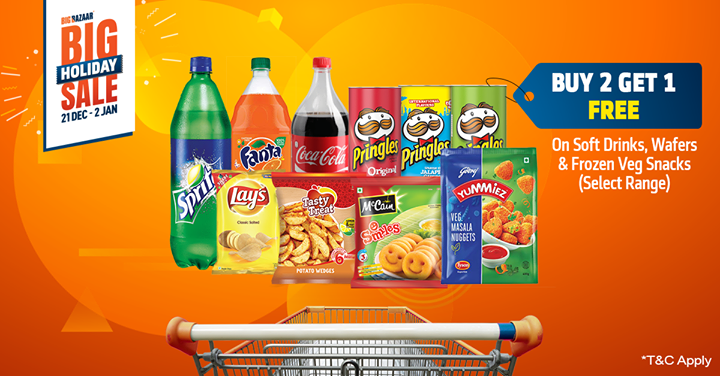 BIG BAZAAR
BIG
HOLIDAY
SALE
21 DEC - 2 JAN
BUY 2 GET 1
FREE
On Soft Drinks, Wafers
& Frozen Veg Snacks
(Select Range)
Sprite
Fanta
Coca-Cola
Pringles
Original
Pringles
Pringles
Lay's
Classic Salted
Tasty
Treat
POTATO WEDGES
McCain
Smiles
Godrej
YUMMIEZ
VEG
MASALA
NUGGETS
Tyson
*T&C Apply